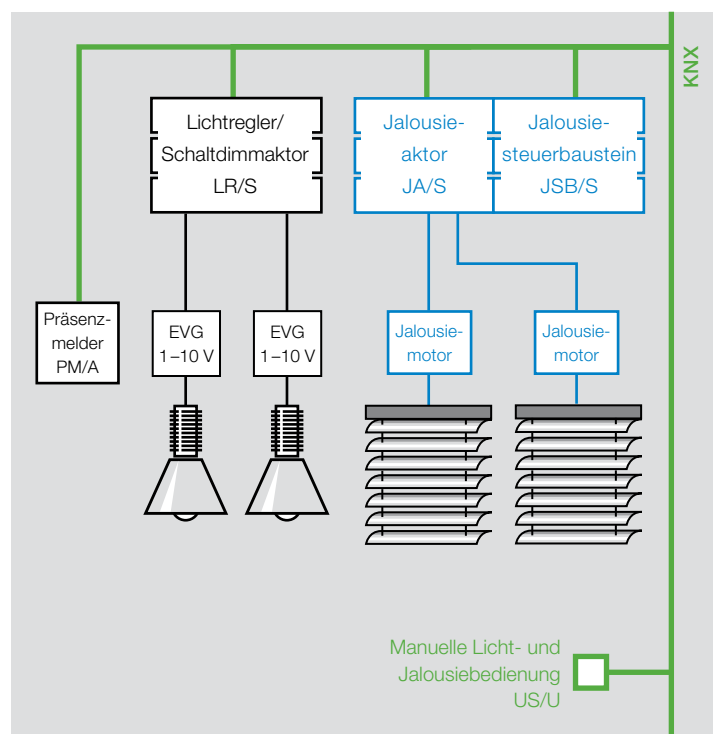 KNX
Lichtregler/
Schaltdimmaktor
LR/S
Jalousie-
aktor
JA/S
Jalousie-
steuerbaustein
JSB/S
Präsenz-
melder
PM/A
EVG
1–10 V
EVG
1–10 V
Jalousie-
motor
Jalousie-
motor
Manuelle Licht- und
Jalousiebedienung
US/U